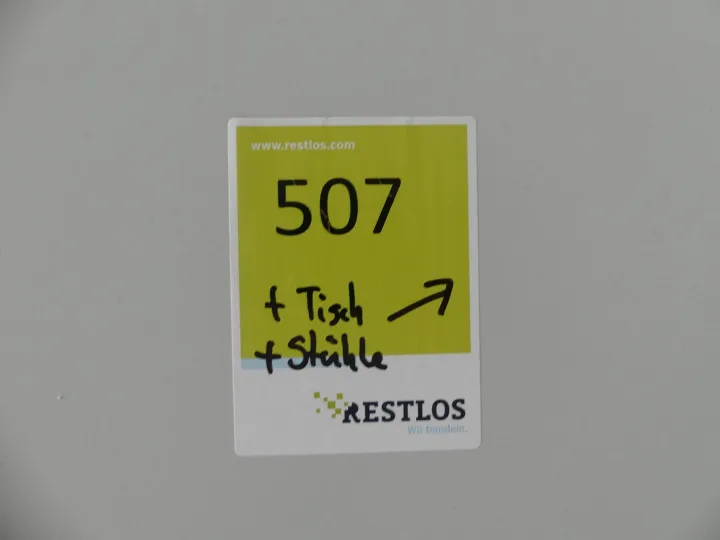 www.restlos.com
507
+ Tisch
+ Stühle
RESTLOS
Wir handeln.